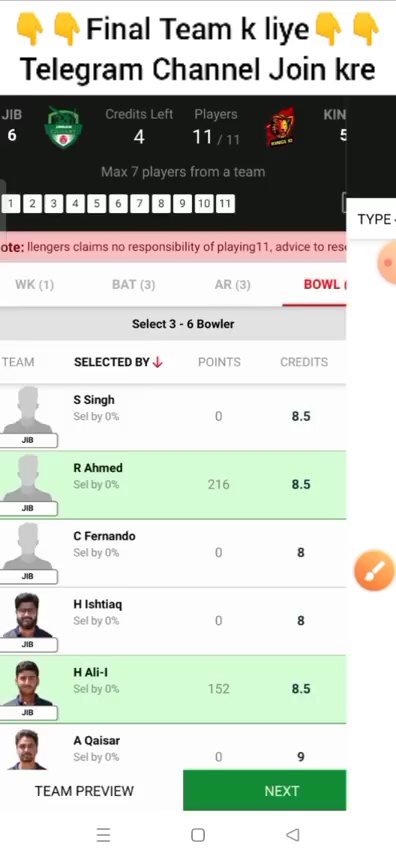 👇👇Final Team k liye👇👇
Telegram Channel Join kre
JIB
6
Credits Left
4
Players
11 / 11
KIN
5
Max 7 players from a team
1 2 3 4 5 6 7 8 9 10 11
ote: llengers claims no responsibility of playing11, advice to rese
TYPE
WK (1) BAT (3) AR (3) BOWL (
Select 3 - 6 Bowler
TEAM SELECTED BY↓ POINTS CREDITS
S Singh
Sel by 0% 0 8.5
JIB
R Ahmed
Sel by 0% 216 8.5
JIB
C Fernando
Sel by 0% 0 8
JIB
H Ishtiaq
Sel by 0% 0 8
JIB
H Ali-I
Sel by 0% 152 8.5
JIB
A Qaisar
Sel by 0% 0 9
TEAM PREVIEW NEXT